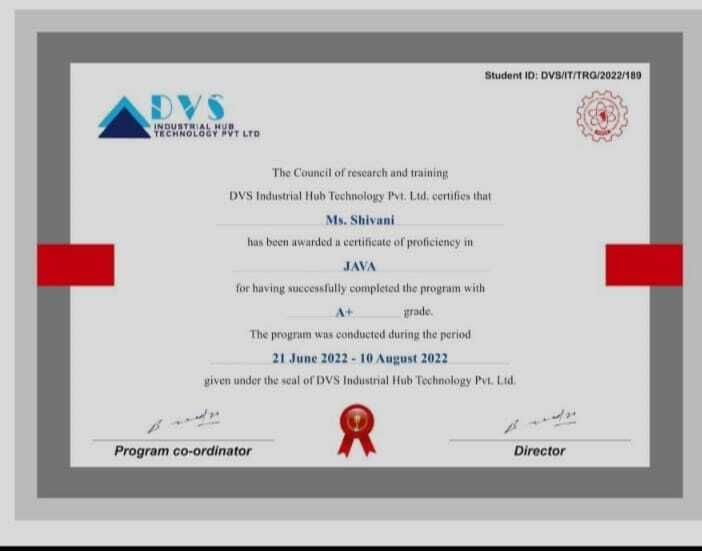 Student ID: DVS/IT/TRG/2022/189
DVS
INDUSTRIAL HUB
TECHNOLOGY PVT LTD
The Council of research and training
DVS Industrial Hub Technology Pvt. Ltd. certifies that
Ms. Shivani
has been awarded a certificate of proficiency in
JAVA
for having successfully completed the program with
A+ grade.
The program was conducted during the period
21 June 2022 - 10 August 2022
given under the seal of DVS Industrial Hub Technology Pvt. Ltd.
Program co-ordinator
Director